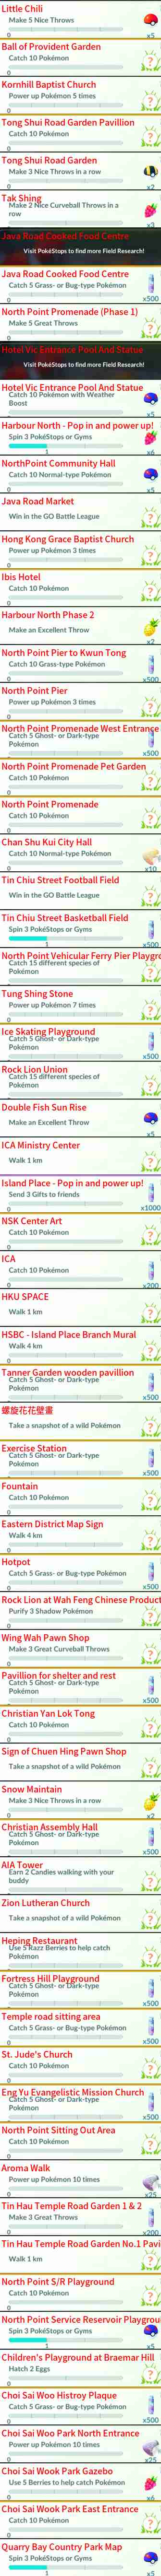 Little Chili
Make 5 Nice Throws
0
x5
Ball of Provident Garden
Catch 10 Pokémon
0
Kornhill Baptist Church
Power up Pokémon 5 times
0
Tong Shui Road Garden Pavilion
Catch 10 Pokémon
0
Tong Shui Road Garden
Make 3 Nice Throws in a row
0
x2
Tak Shing
Make 2 Nice Curveball Throws in a
row
x3
Java Road Cooked Food Centre
Visit PokéStops to find more Field Research!
Java Road Cooked Food Centre
Catch 5 Grass- or Bug-type Pokémon
0
x500
North Point Promenade (Phase 1)
Make 5 Great Throws
0
Hotel Vic Entrance Pool And Statue
Visit PokéStops to find more Field Research!
Hotel Vic Entrance Pool And Statue
Catch 10 Pokémon with Weather
Boost
0
x5
Harbour North - Pop in and power up!
Spin 3 PokéStops or Gyms
1
x6
NorthPoint Community Hall
Catch 10 Normal-type Pokémon
0
x5
Java Road Market
Win in the GO Battle League
Hong Kong Grace Baptist Church
Power up Pokémon 3 times
0
Ibis Hotel
Catch 10 Pokémon
0
Harbour North Phase 2
Make an Excellent Throw
x2
North Point Pier to Kwun Tong
Catch 10 Grass-type Pokémon
0
x500
North Point Pier
Power up Pokémon 3 times
0
North Point Promenade West Entrance
Catch 5 Ghost- or Dark-type
Pokémon
x500
North Point Promenade Pet Garden
Catch 10 Pokémon
0
North Point Promenade
Catch 10 Pokémon
0
Chan Shu Kui City Hall
Catch 10 Normal-type Pokémon
0
x10
Tin Chiu Street Football Field
Win in the GO Battle League
Tin Chiu Street Basketball Field
Spin 3 PokéStops or Gyms
1
x500
North Point Vehicular Ferry Pier Playgro
Catch 15 different species of
Pokémon
Tung Shing Stone
Power up Pokémon 7 times
0
Ice Skating Playground
Catch 5 Ghost- or Dark-type
Pokémon
x500
Rock Lion Union
Catch 15 different species of
Pokémon
Double Fish Sun Rise
Make an Excellent Throw
x5
ICA Ministry Center
Walk 1 km
Island Place - Pop in and power up!
Send 3 Gifts to friends
0
x1000
NSK Center Art
Catch 10 Pokémon
0
ICA
Catch 10 Pokémon
0
x200
HKU SPACE
Walk 1 km
HSBC - Island Place Branch Mural
Walk 4 km
0
Tanner Garden wooden pavillion
Catch 5 Ghost- or Dark-type
Pokémon
x500
螺旋花花壁畫
Take a snapshot of a wild Pokémon
Exercise Station
Catch 5 Ghost- or Dark-type
Pokémon
x500
Fountain
Catch 10 Pokémon
0
Eastern District Map Sign
Walk 4 km
0
Hotpot
Catch 5 Grass- or Bug-type Pokémon
0
x500
Rock Lion at Wah Feng Chinese Product
Purify 3 Shadow Pokémon
0
Wing Wah Pawn Shop
Make 3 Great Curveball Throws
0
Pavillion for shelter and rest
Catch 5 Ghost- or Dark-type
Pokémon
x500
Christian Yan Lok Tong
Catch 10 Pokémon
0
Sign of Chuen Hing Pawn Shop
Take a snapshot of a wild Pokémon
Snow Maintain
Make 3 Nice Throws in a row
0
x2
Christian Assembly Hall
Catch 5 Ghost- or Dark-type
Pokémon
x500
AIA Tower
Earn 2 Candies walking with your
buddy
Zion Lutheran Church
Take a snapshot of a wild Pokémon
Heping Restaurant
Use 5 Razz Berries to help catch
Pokémon
Fortress Hill Playground
Catch 5 Ghost- or Dark-type
Pokémon
x500
Temple road sitting area
Catch 5 Grass- or Bug-type Pokémon
0
x500
St. Jude's Church
Catch 10 Pokémon
0
Eng Yu Evangelistic Mission Church
Catch 5 Ghost- or Dark-type
Pokémon
x500
North Point Sitting Out Area
Catch 10 Pokémon
0
Aroma Walk
Power up Pokémon 10 times
0
x25
Tin Hau Temple Road Garden 1 & 2
Make 3 Great Throws
0
x200
Tin Hau Temple Road Garden No.1 Pavi
Walk 1 km
North Point S/R Playground
Catch 10 Pokémon
0
North Point Service Reservoir Playgrou
Spin 3 PokéStops or Gyms
1
x5
Children's Playground at Braemar Hill
Hatch 2 Eggs
0
Choi Sai Woo Histroy Plaque
Catch 5 Grass- or Bug-type Pokémon
0
x500
Choi Sai Woo Park North Entrance
Power up Pokémon 10 times
0
x25
Choi Sai Wook Park Gazebo
Use 5 Berries to help catch Pokémon
0
x6
Choi Sai Wook Park East Entrance
Catch 10 Pokémon
0
Quarry Bay Country Park Map
Spin 3 PokéStops or Gyms
1
x5